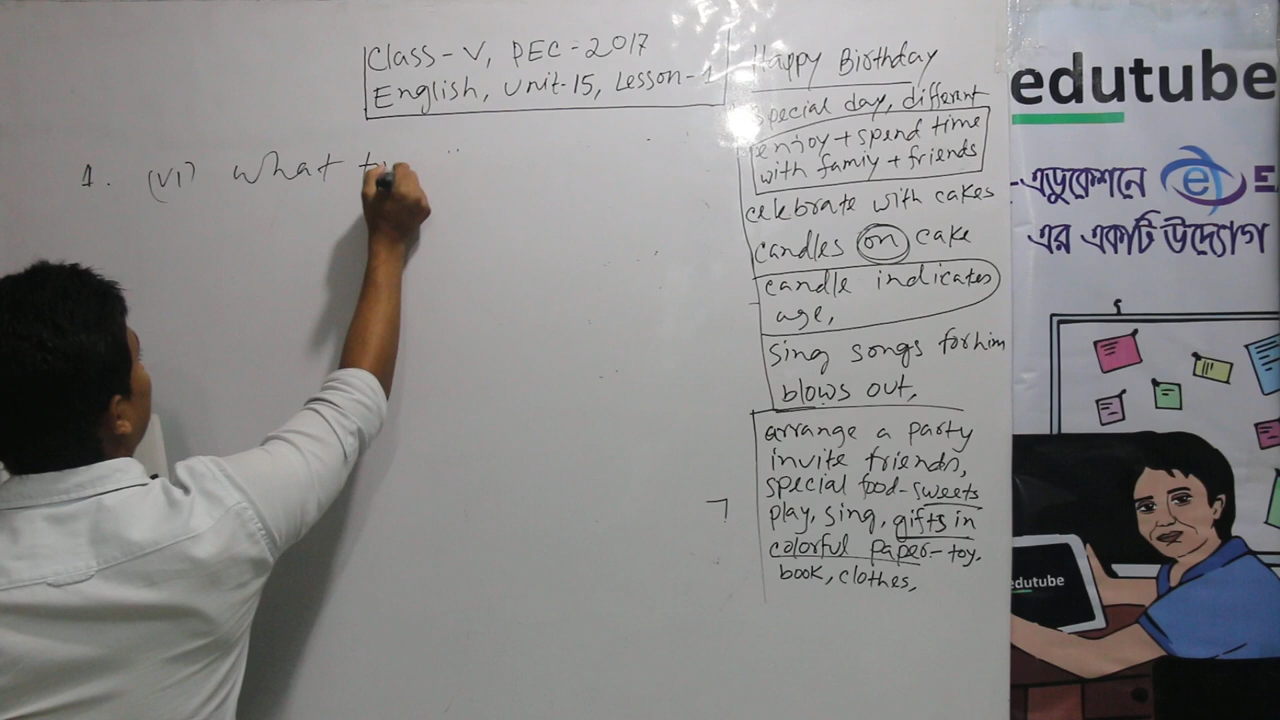 Class-V, PEC-2017
English, Unit-15, Lesson-1
1. (vi) What
Happy Birthday
special day, different
enjoy + spend time
with famiy + friends
celebrate with cakes
candles on cake
candle indicates
age,
sing songs for him
blows out,
arrange a party
invite friends,
special food-sweets
play, sing, gifts in
colorful paper-toy.
book, clothes,
edutube
-এডুকেশনে e E
এর একটি উদ্যোগ
edutube